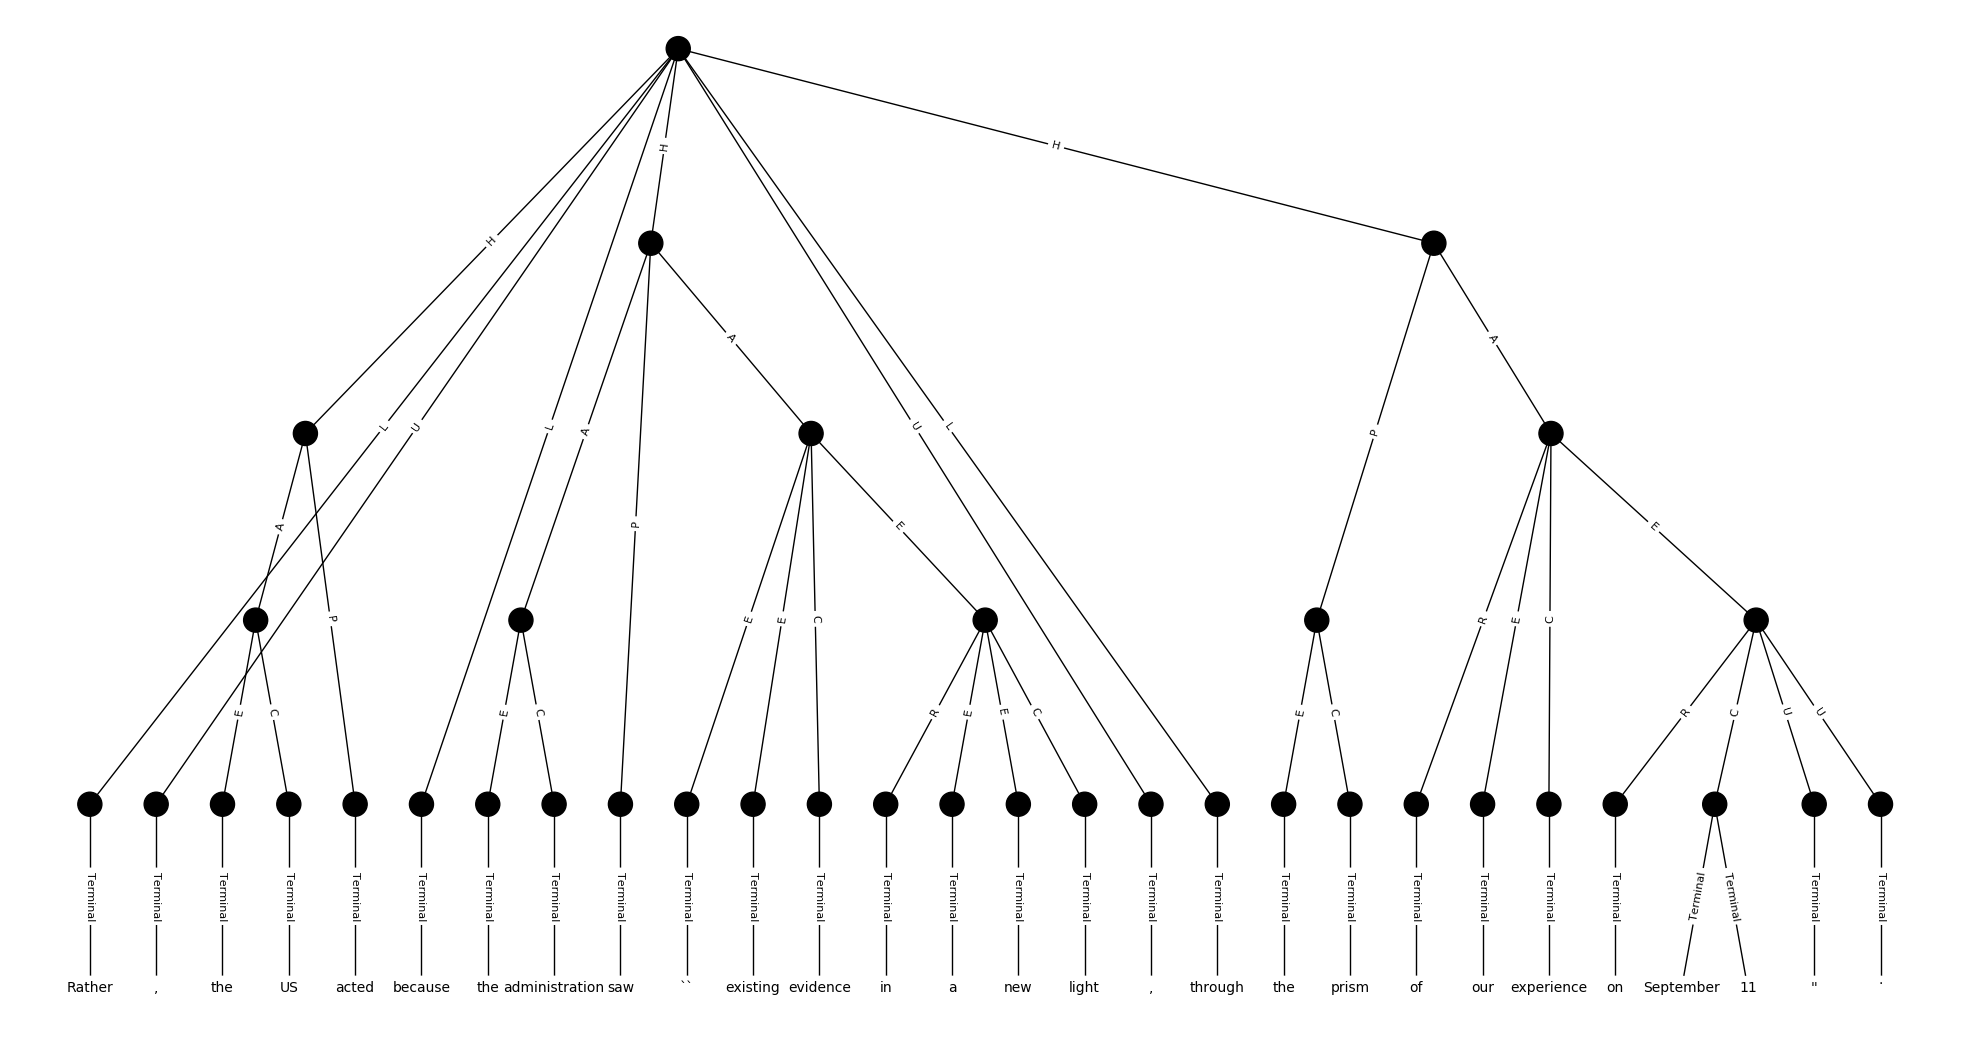 H
H
H
A
A
L
U
L
A
U
L
P
A
P
E
E
P
E
E
C
R
E
C
E
C
E
C
R
E
E
C
E
C
R
C
U
U
Terminal Terminal Terminal Terminal Terminal Terminal Terminal Terminal Terminal Terminal Terminal Terminal Terminal Terminal Terminal Terminal Terminal Terminal Terminal Terminal Terminal Terminal Terminal Terminal Terminal Terminal Terminal Terminal
Rather , the US acted because the administration saw `` existing evidence in a new light , through the prism of our experience on September 11 " .